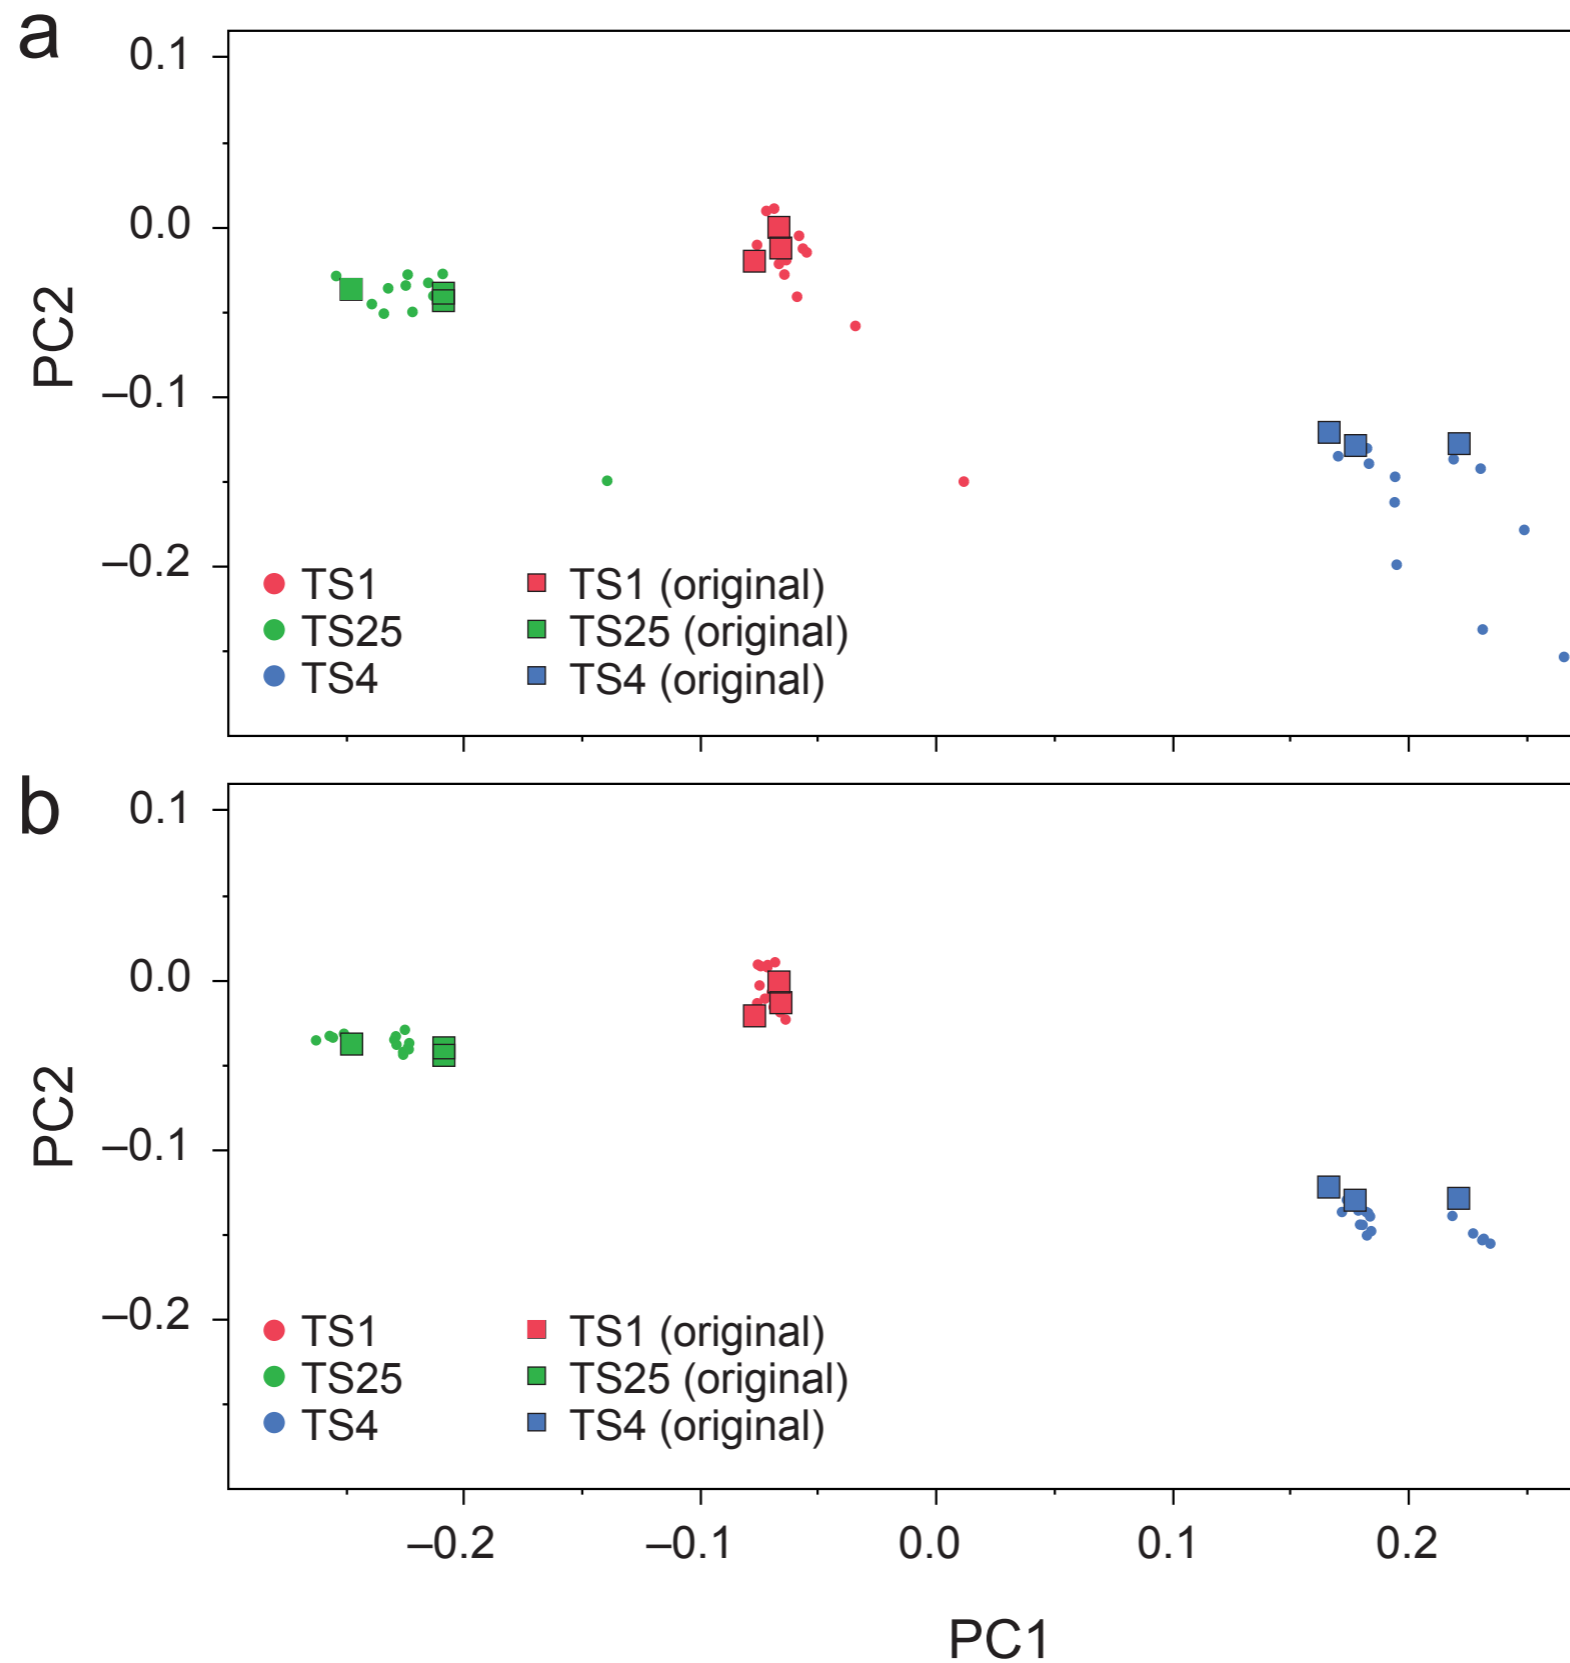 a
0.1
0.0
–0.1
–0.2
PC2
TS1 TS1 (original)
TS25 TS25 (original)
TS4 TS4 (original)
b
0.1
0.0
–0.1
–0.2
PC2
TS1 TS1 (original)
TS25 TS25 (original)
TS4 TS4 (original)
–0.2 –0.1 0.0 0.1 0.2
PC1